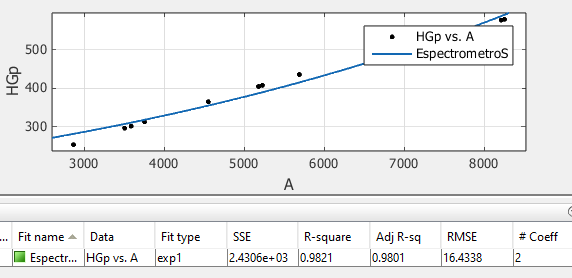 500
400
300
HGp
HGp vs. A
EspectrometroS
3000 4000 5000 6000 7000 8000
A
... Fit name Data Fit type SSE R-square Adj R-sq RMSE # Coeff
Espectr... HGp vs. A exp1 2.4306e+03 0.9821 0.9801 16.4338 2